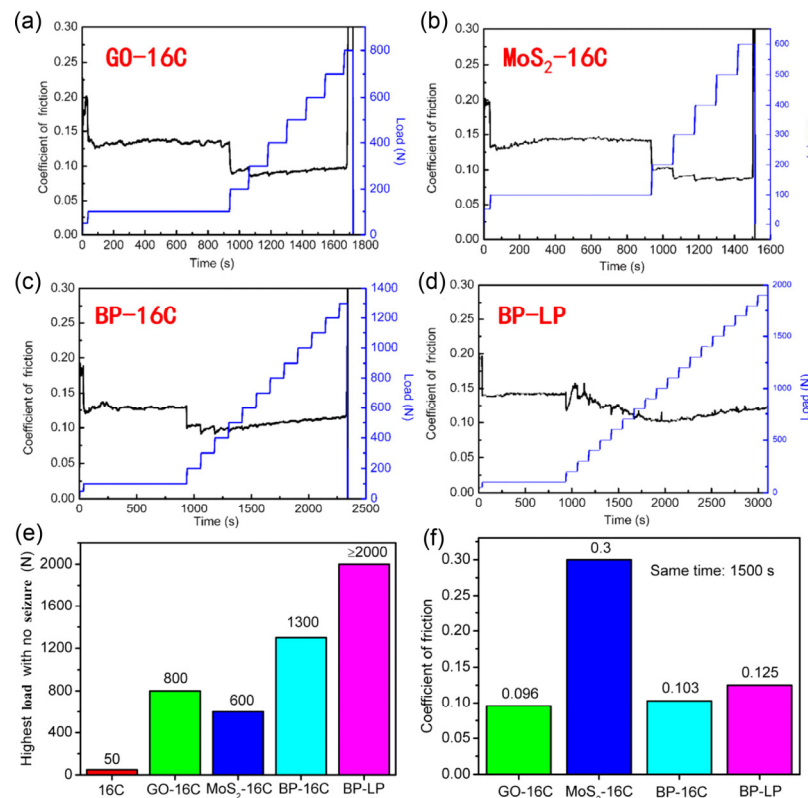 (a)
GO-16C
Coefficient of friction
0.30
0.25
0.20
0.15
0.10
0.05
0.00
800
600
400
200
0
Load (N)
0 200 400 600 800 1000 1200 1400 1600 1800
Time (s)
(b)
MoS2-16C
Coefficient of friction
0.30
0.25
0.20
0.15
0.10
0.05
0.00
600
500
400
300
200
100
0
0 200 400 600 800 1000 1200 1400 1600
Time (s)
(c)
BP-16C
Coefficient of friction
0.30
0.25
0.20
0.15
0.10
0.05
0.00
1400
1200
1000
800
600
400
200
0
Load (N)
0 500 1000 1500 2000 2500
Time (s)
(d)
BP-LP
Coefficient of friction
0.30
0.25
0.20
0.15
0.10
0.05
0.00
2000
1500
1000
500
0
(N)
0 500 1000 1500 2000 2500 3000
Time (s)
(e)
Highest load with no seizure (N)
2000
1600
1200
800
400
0
50
800
600
1300
≥2000
16C GO-16C MoS2-16C BP-16C BP-LP
(f)
Coefficient of friction
0.30
0.25
0.20
0.15
0.10
0.05
0.00
Same time: 1500 s
0.096
0.3
0.103
0.125
GO-16C MoS-16C BP-16C BP-LP